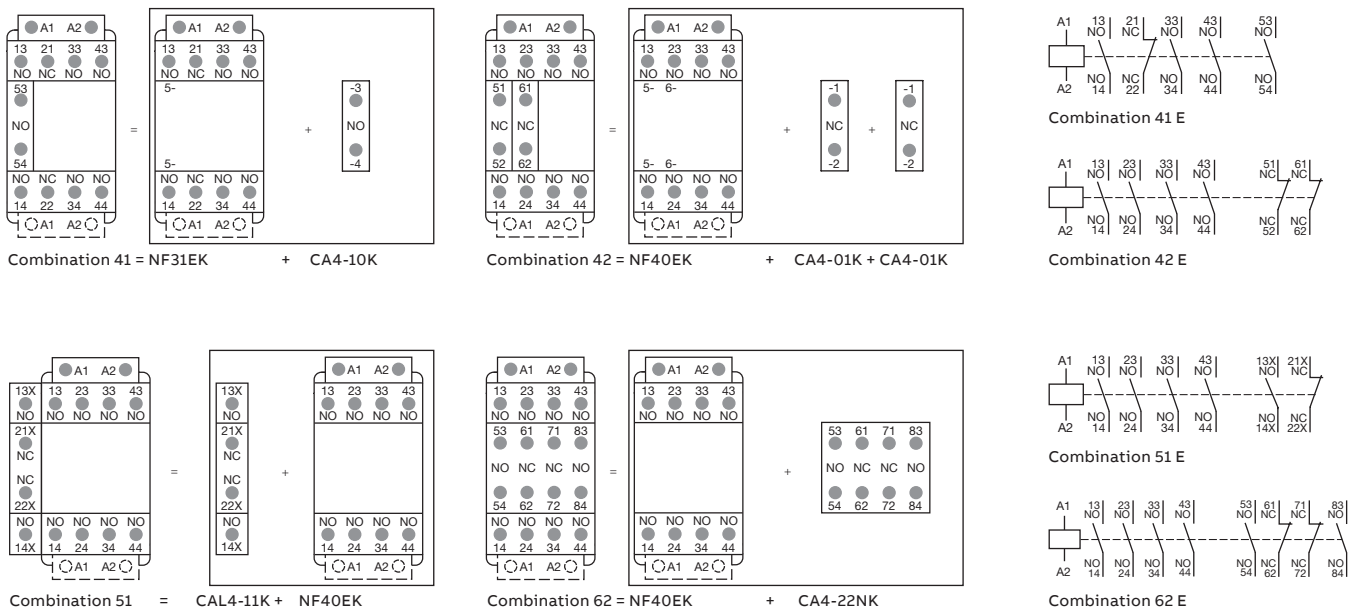 A1 A2
13 21 33 43
NO NC NO NO
53
NO
54
NO NC NO NO
14 22 34 44
A1 A2
=
A1 A2
13 21 33 43
NO NC NO NO
5-
5-
NO NC NO NO
14 22 34 44
A1 A2
+
-3
NO
-4
Combination 41 = NF31EK + CA4-10K
A1 A2
13 23 33 43
NO NO NO NO
51 61
NC NC
52 62
NO NO NO NO
14 24 34 44
A1 A2
=
A1 A2
13 23 33 43
NO NO NO NO
5- 6-
5- 6-
NO NO NO NO
14 24 34 44
A1 A2
+
-1
NC
-2
+
-1
NC
-2
Combination 42 = NF40EK + CA4-01K + CA4-01K
A1 13 21 33 43 53
NO NC NO NO NO
NO NC NO NO NO
A2 14 22 34 44 54
Combination 41 E
A1 13 23 33 43 51 61
NO NO NO NO NC NC
NO NO NO NO NC NC
A2 14 24 34 44 52 62
Combination 42 E
A1 A2
13X 13 23 33 43
NO NO NO NO NO
21X
NC
NC
22X
NO NO NO NO NO
14X 14 24 34 44
A1 A2
=
13X
NO
21X
NC
NC
22X
NO
14X
+
A1 A2
13 23 33 43
NO NO NO NO
NO NO NO NO
14 24 34 44
A1 A2
Combination 51 = CAL4-11K + NF40EK
A1 A2
13 23 33 43
NO NO NO NO
53 61 71 83
NO NC NC NO
54 62 72 84
NO NO NO NO
14 24 34 44
A1 A2
=
A1 A2
13 23 33 43
NO NO NO NO
NO NO NO NO
14 24 34 44
A1 A2
+
53 61 71 83
NO NC NC NO
54 62 72 84
Combination 62 = NF40EK + CA4-22NK
A1 13 23 33 43 13X 21X
NO NO NO NO NO NC
NO NO NO NO NO NC
A2 14 24 34 44 14X 22X
Combination 51 E
A1 13 23 33 43 53 61 71 83
NO NO NO NO NO NC NC NO
NO NO NO NO NO NC NC NO
A2 14 24 34 44 54 62 72 84
Combination 62 E